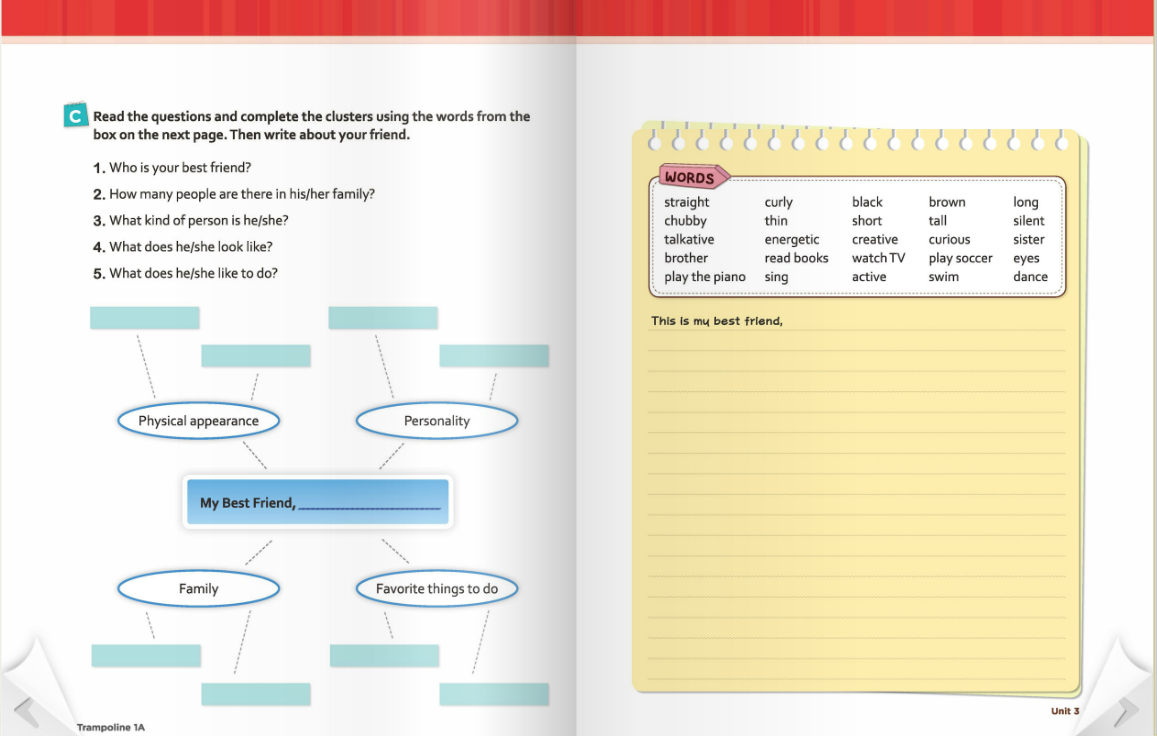 C Read the questions and complete the clusters using the words from the
box on the next page. Then write about your friend.
1. Who is your best friend?
2. How many people are there in his/her family?
3. What kind of person is he/she?
4. What does he/she look like?
5. What does he/she like to do?
Physical appearance
Personality
My Best Friend,
Family
Favorite things to do
Trampoline 1A
WORDS
straight curly black brown long
chubby thin short tall silent
talkative energetic creative curious sister
brother read books watch TV play soccer eyes
play the piano sing active swim dance
This is my best friend,
Unit 3